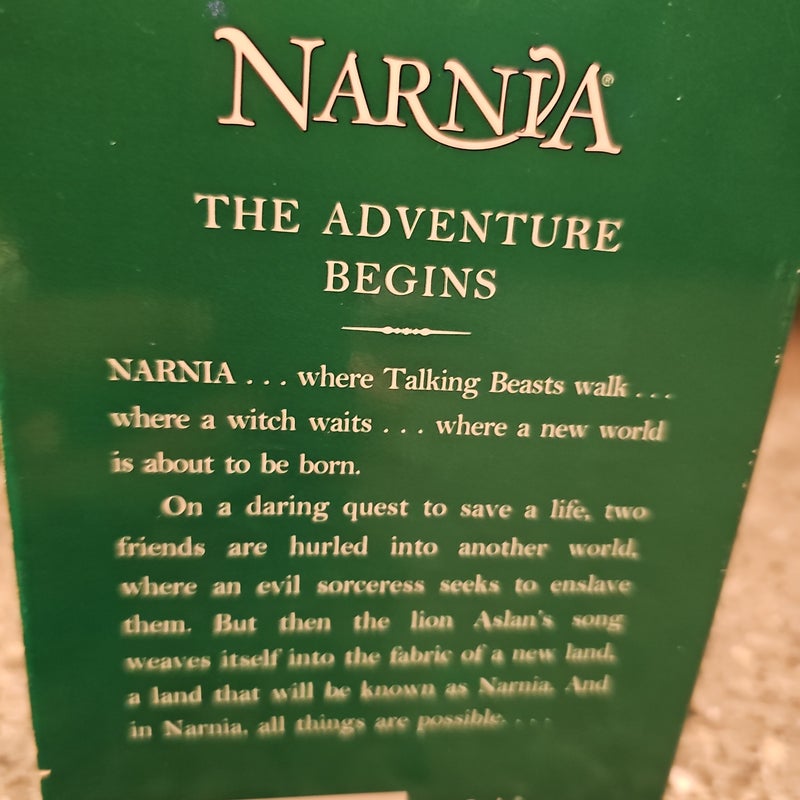 NARNIA®
THE ADVENTURE
BEGINS
NARNIA . . . where Talking Beasts walk . . .
where a witch waits . . . where a new world
is about to be born.
On a daring quest to save a life, two
friends are hurled into another world,
where an evil sorceress seeks to enslave
them. But then the lion Aslan's song
weaves itself into the fabric of a new land,
a land that will be known as Narnia. And
in Narnia, all things are possible. . . .